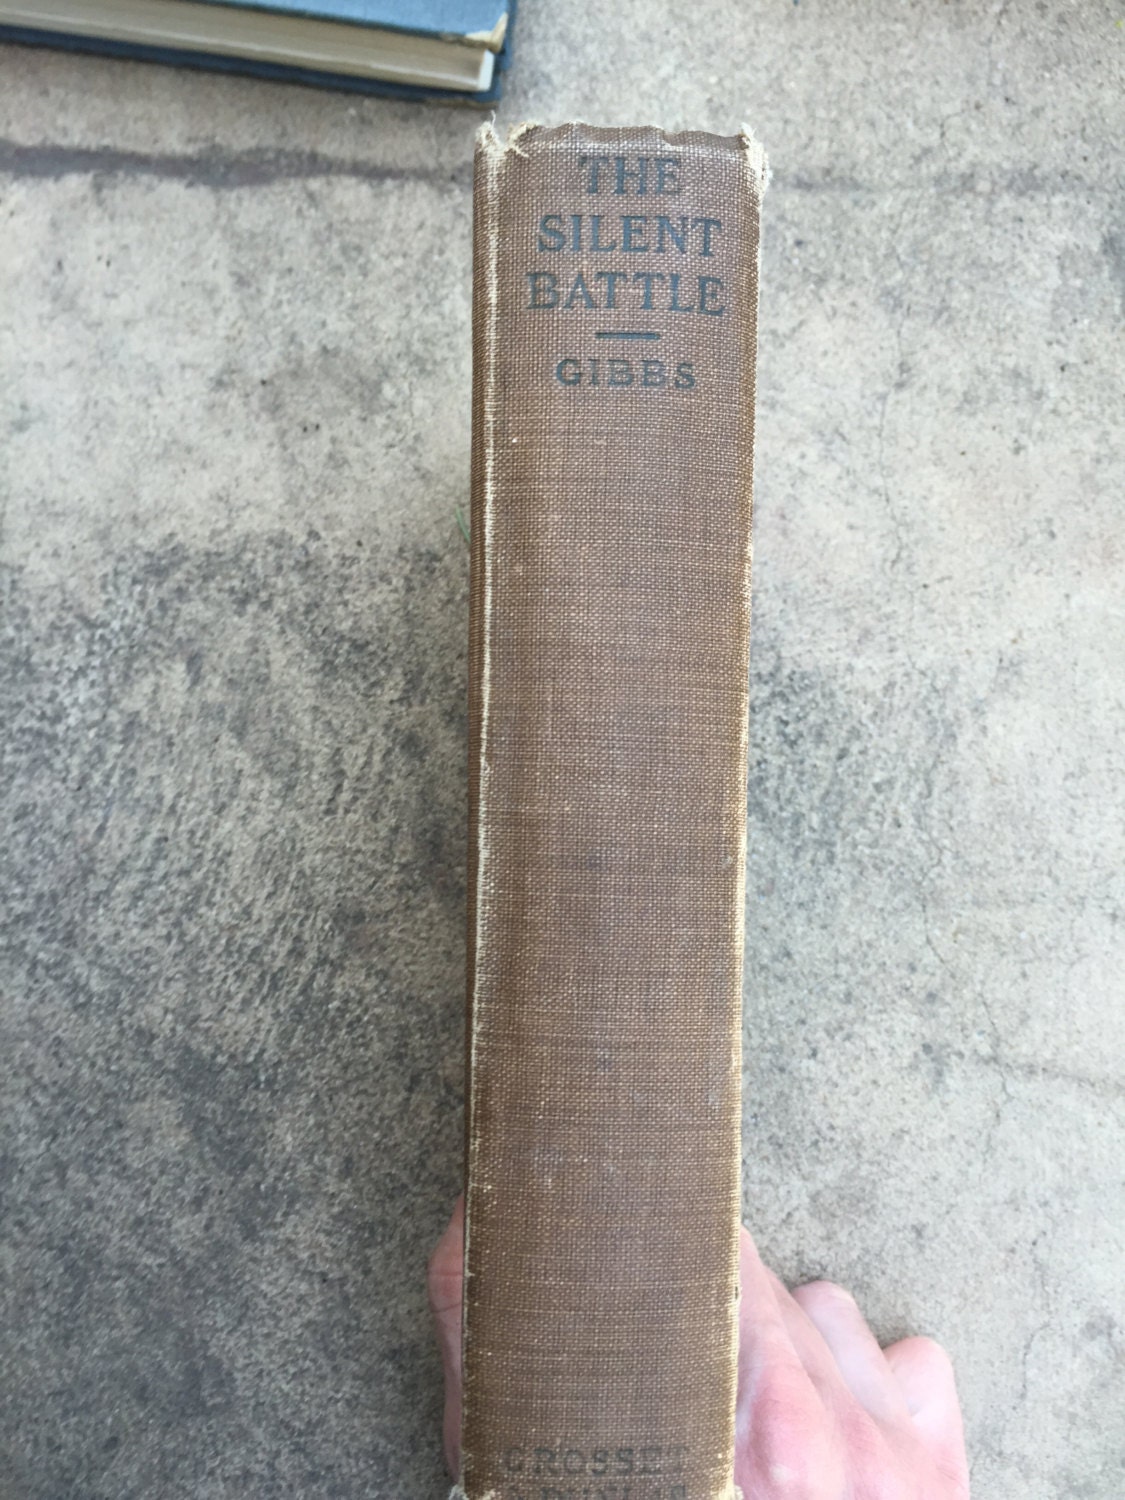 THE
SILENT
BATTLE
GIBBS
GROSSET